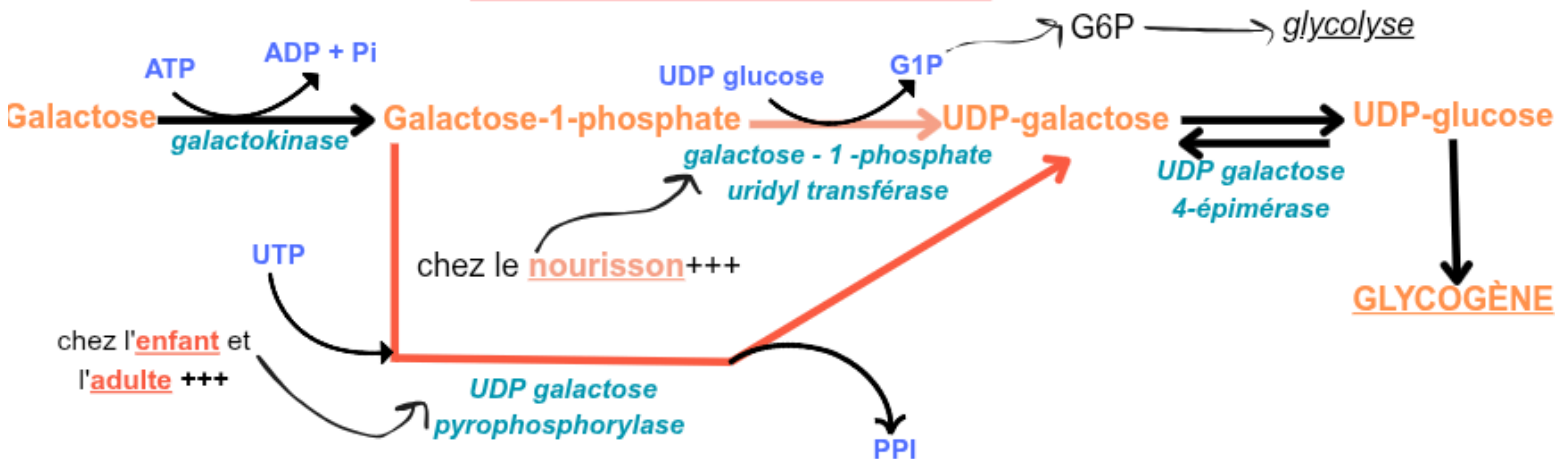 G6P
glycolyse
ATP
ADP + Pi
UDP glucose
G1P
Galactose
Galactose-1-phosphate
UDP-galactose
UDP-glucose
galactokinase
galactose - 1 -phosphate
uridyl transférase
UDP galactose
4-épimérase
UTP
chez le nourisson+++
GLYCOGÈNE
chez l'enfant et
l'adulte +++
UDP galactose
pyrophosphorylase
PPI